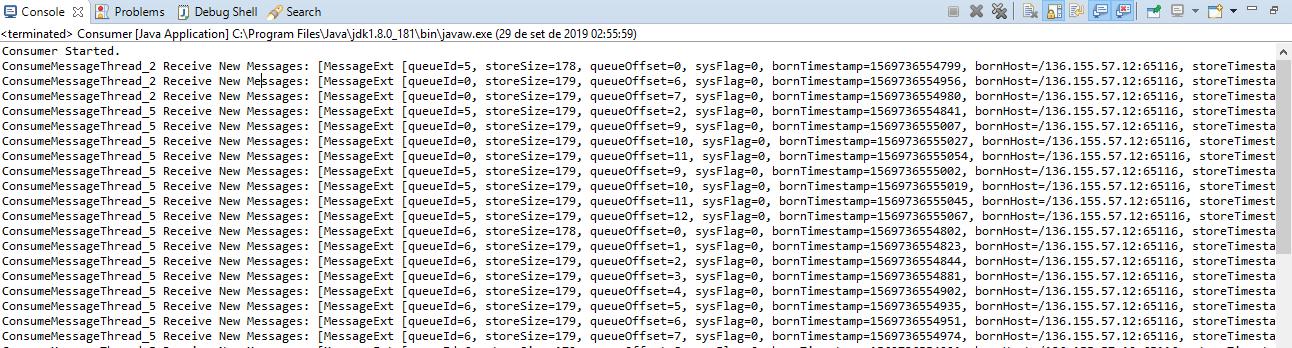 Console Problems Debug Shell Search
<terminated> Consumer [Java Application] C:\Program Files\Java\jdk1.8.0_181\bin\javaw.exe (29 de set de 2019 02:55:59)
Consumer Started.
ConsumeMessageThread_2 Receive New Messages: [MessageExt [queueId=5, storeSize=178, queueOffset=0, sysFlag=0, bornTimestamp=1569736554799, bornHost=/136.155.57.12:65116, storeTimesta
ConsumeMessageThread_2 Receive New Messages: [MessageExt [queueId=0, storeSize=179, queueOffset=6, sysFlag=0, bornTimestamp=1569736554956, bornHost=/136.155.57.12:65116, storeTimesta
ConsumeMessageThread_2 Receive New Messages: [MessageExt [queueId=0, storeSize=179, queueOffset=7, sysFlag=0, bornTimestamp=1569736554980, bornHost=/136.155.57.12:65116, storeTimesta
ConsumeMessageThread_5 Receive New Messages: [MessageExt [queueId=5, storeSize=179, queueOffset=2, sysFlag=0, bornTimestamp=1569736554841, bornHost=/136.155.57.12:65116, storeTimesta
ConsumeMessageThread_5 Receive New Messages: [MessageExt [queueId=0, storeSize=179, queueOffset=9, sysFlag=0, bornTimestamp=1569736555007, bornHost=/136.155.57.12:65116, storeTimesta
ConsumeMessageThread_5 Receive New Messages: [MessageExt [queueId=0, storeSize=179, queueOffset=10, sysFlag=0, bornTimestamp=1569736555027, bornHost=/136.155.57.12:65116, storeTimest
ConsumeMessageThread_5 Receive New Messages: [MessageExt [queueId=0, storeSize=179, queueOffset=11, sysFlag=0, bornTimestamp=1569736555054, bornHost=/136.155.57.12:65116, storeTimest
ConsumeMessageThread_5 Receive New Messages: [MessageExt [queueId=5, storeSize=179, queueOffset=9, sysFlag=0, bornTimestamp=1569736555002, bornHost=/136.155.57.12:65116, storeTimesta
ConsumeMessageThread_5 Receive New Messages: [MessageExt [queueId=5, storeSize=179, queueOffset=10, sysFlag=0, bornTimestamp=1569736555019, bornHost=/136.155.57.12:65116, storeTimest
ConsumeMessageThread_5 Receive New Messages: [MessageExt [queueId=5, storeSize=179, queueOffset=11, sysFlag=0, bornTimestamp=1569736555045, bornHost=/136.155.57.12:65116, storeTimest
ConsumeMessageThread_5 Receive New Messages: [MessageExt [queueId=5, storeSize=179, queueOffset=12, sysFlag=0, bornTimestamp=1569736555067, bornHost=/136.155.57.12:65116, storeTimest
ConsumeMessageThread_5 Receive New Messages: [MessageExt [queueId=6, storeSize=178, queueOffset=0, sysFlag=0, bornTimestamp=1569736554802, bornHost=/136.155.57.12:65116, storeTimesta
ConsumeMessageThread_5 Receive New Messages: [MessageExt [queueId=6, storeSize=179, queueOffset=1, sysFlag=0, bornTimestamp=1569736554823, bornHost=/136.155.57.12:65116, storeTimesta
ConsumeMessageThread_5 Receive New Messages: [MessageExt [queueId=6, storeSize=179, queueOffset=2, sysFlag=0, bornTimestamp=1569736554844, bornHost=/136.155.57.12:65116, storeTimesta
ConsumeMessageThread_5 Receive New Messages: [MessageExt [queueId=6, storeSize=179, queueOffset=3, sysFlag=0, bornTimestamp=1569736554881, bornHost=/136.155.57.12:65116, storeTimesta
ConsumeMessageThread_5 Receive New Messages: [MessageExt [queueId=6, storeSize=179, queueOffset=4, sysFlag=0, bornTimestamp=1569736554902, bornHost=/136.155.57.12:65116, storeTimesta
ConsumeMessageThread_5 Receive New Messages: [MessageExt [queueId=6, storeSize=179, queueOffset=5, sysFlag=0, bornTimestamp=1569736554935, bornHost=/136.155.57.12:65116, storeTimesta
ConsumeMessageThread_5 Receive New Messages: [MessageExt [queueId=6, storeSize=179, queueOffset=6, sysFlag=0, bornTimestamp=1569736554951, bornHost=/136.155.57.12:65116, storeTimesta
ConsumeMessageThread_5 Receive New Messages: [MessageExt [queueId=6, storeSize=179, queueOffset=7, sysFlag=0, bornTimestamp=1569736554974, bornHost=/136.155.57.12:65116, storeTimesta